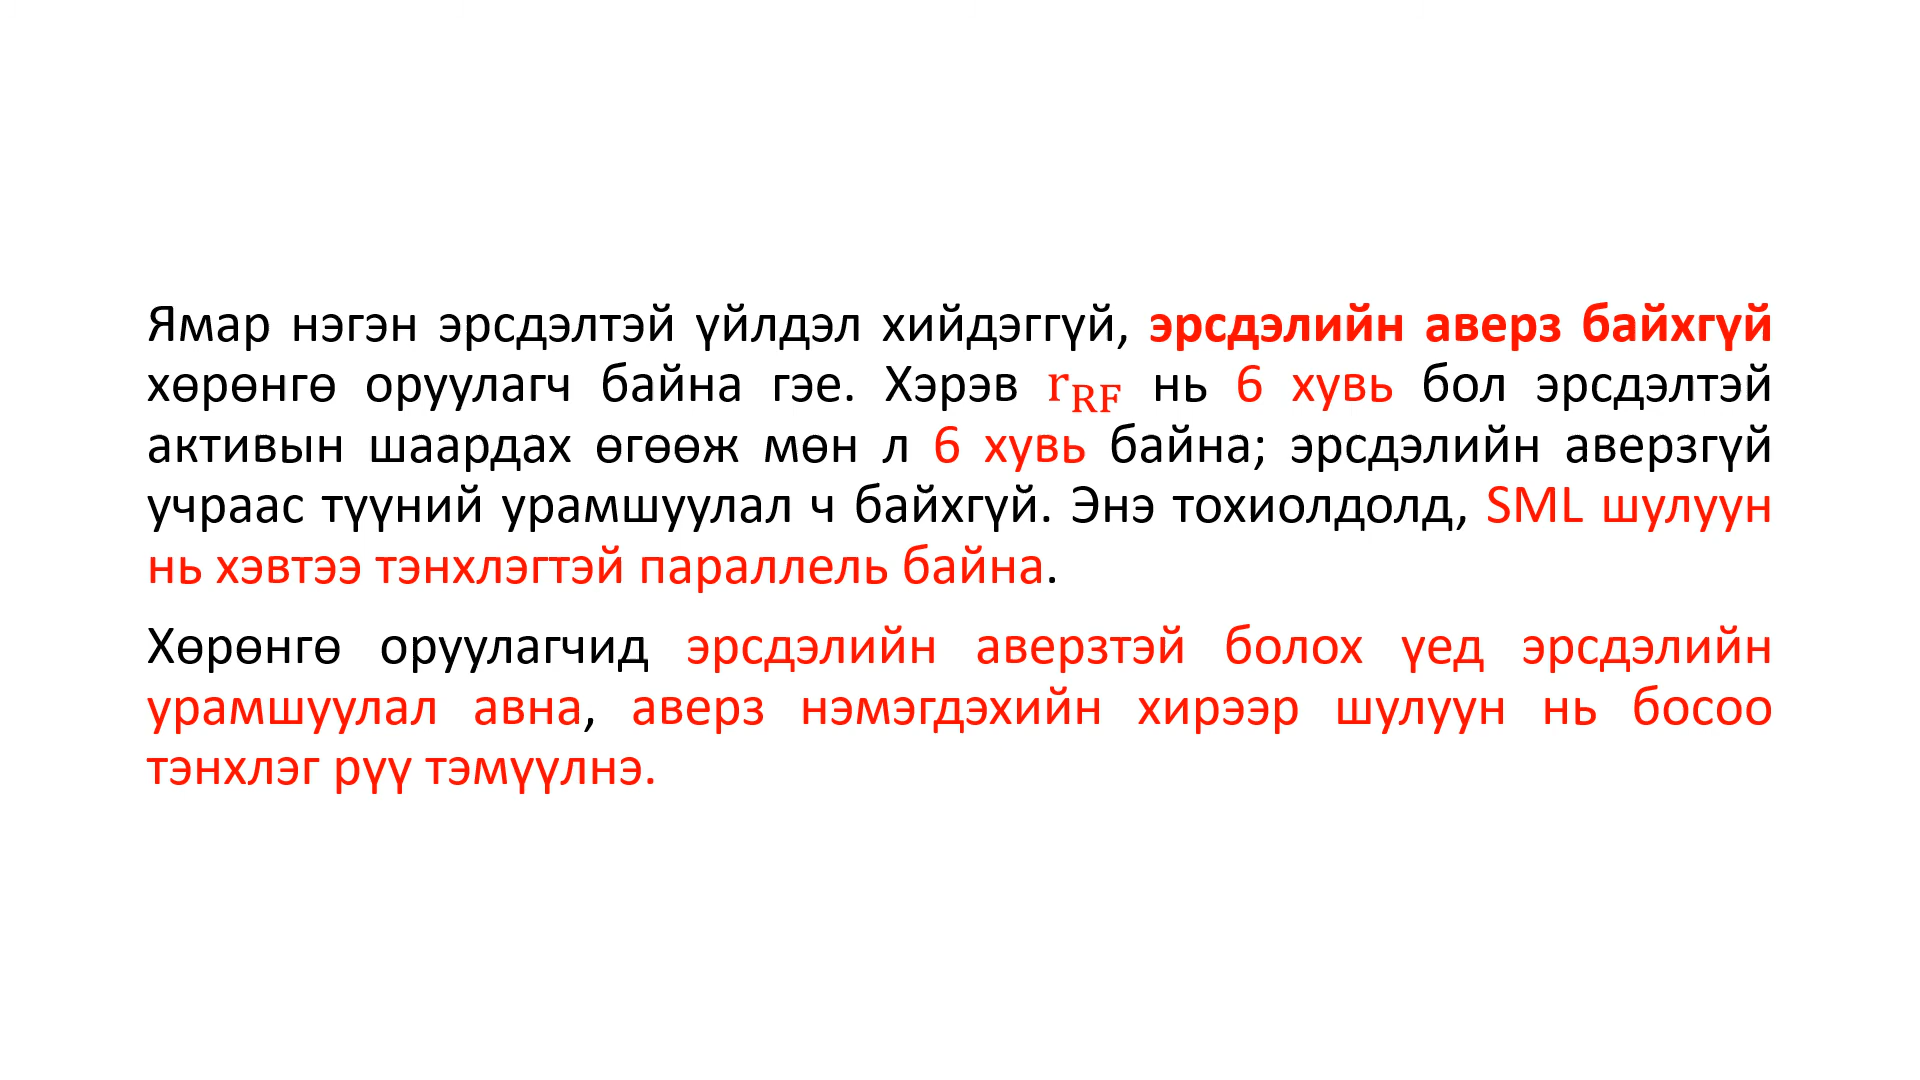 Ямар нэгэн эрсдэлтэй үйлдэл хийдэггүй, эрсдэлийн аверз байхгүй
хөрөнгө оруулагч байна гэе. Хэрэв r_RF нь 6 хувь бол эрсдэлтэй
активын шаардах өгөөж мөн л 6 хувь байна; эрсдэлийн аверзгүй
учраас түүний урамшуулал ч байхгүй. Энэ тохиолдолд, SML шулуун
нь хэвтээ тэнхлэгтэй параллель байна.
Хөрөнгө оруулагчид эрсдэлийн аверзтэй болох үед эрсдэлийн
урамшуулал авна, аверз нэмэгдэхийн хирээр шулуун нь босоо
тэнхлэг рүү тэмүүлнэ.